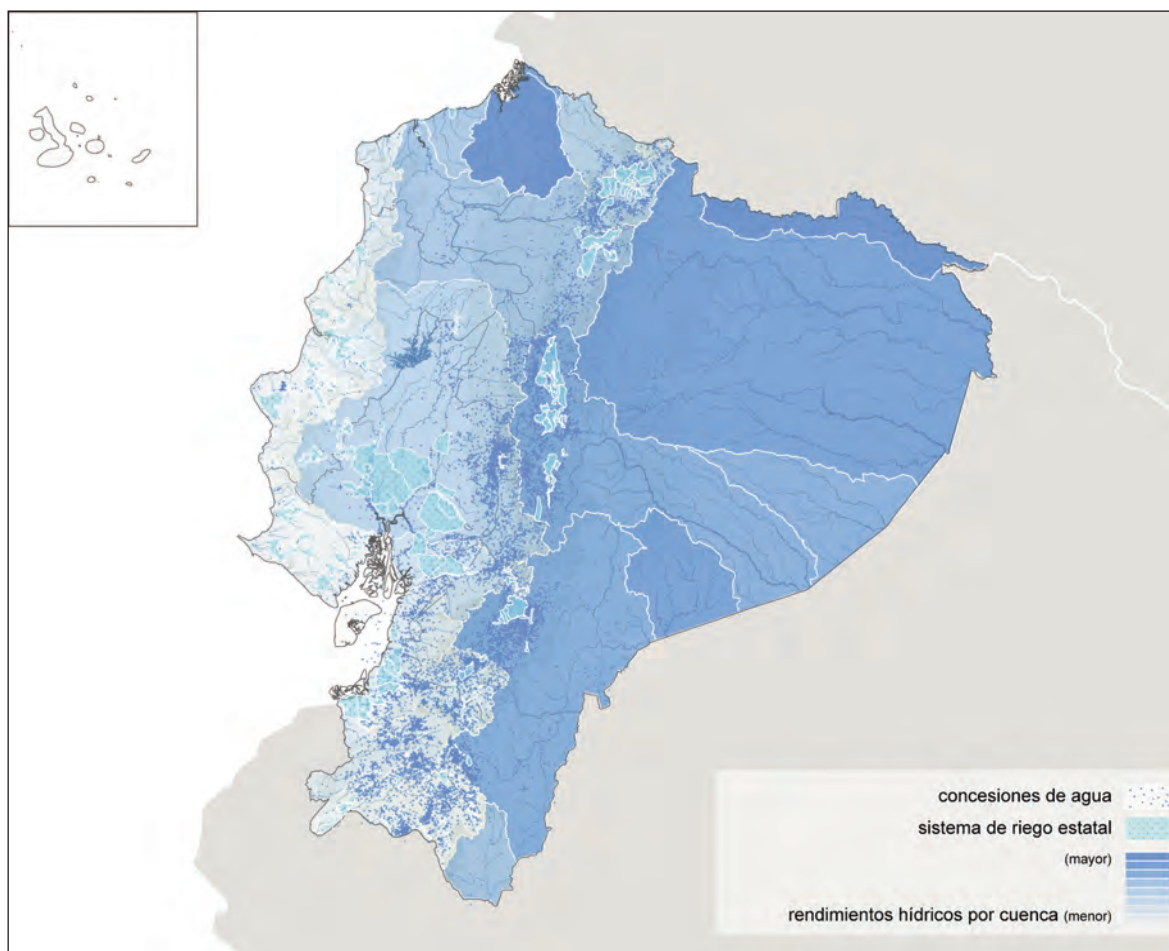 concesiones de agua
sistema de riego estatal
(mayor)
rendimientos hídricos por cuenca (menor)